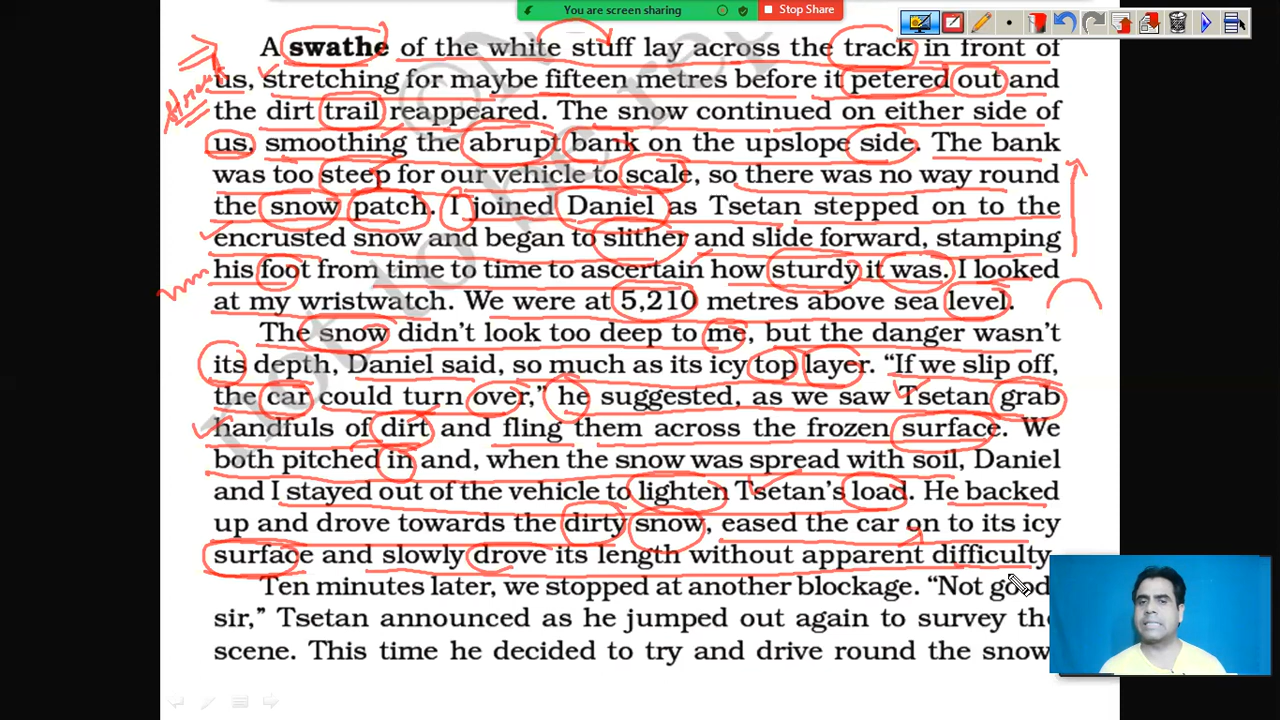 You are screen sharing
Stop Share
A swathe of the white stuff lay across the track in front of
us, stretching for maybe fifteen metres before it petered out and
the dirt trail reappeared. The snow continued on either side of
us, smoothing the abrupt bank on the upslope side. The bank
was too steep for our vehicle to scale, so there was no way round
the snow patch. I joined Daniel as Tsetan stepped on to the
encrusted snow and began to slither and slide forward, stamping
his foot from time to time to ascertain how sturdy it was. I looked
at my wristwatch. We were at 5,210 metres above sea level.
The snow didn't look too deep to me, but the danger wasn't
its depth, Daniel said, so much as its icy top layer. “If we slip off,
the car could turn over,” he suggested, as we saw Tsetan grab
handfuls of dirt and fling them across the frozen surface. We
both pitched in and, when the snow was spread with soil, Daniel
and I stayed out of the vehicle to lighten Tsetan's load. He backed
up and drove towards the dirty snow, eased the car on to its icy
surface and slowly drove its length without apparent difficulty.
Ten minutes later, we stopped at another blockage. “Not good,
sir,” Tsetan announced as he jumped out again to survey the
scene. This time he decided to try and drive round the snow.
not to be re